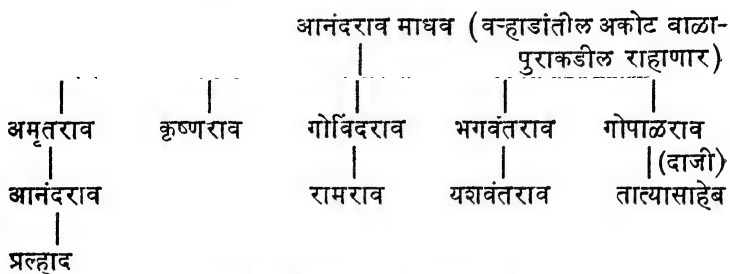 आनंदराव माधव (वऱ्हाडांतील अकोट वाळा-
पुराकडील राहाणार)
अमृतराव कृष्णराव गोविंदराव भगवंतराव गोपाळराव
(दाजी)
आनंदराव रामराव यशवंतराव तात्यासाहेब
प्रल्हाद